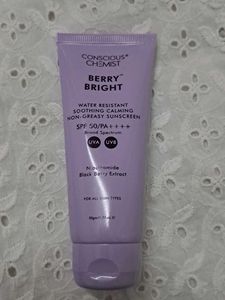 CONSCIOUS
CHEMIST
BERRY™
BRIGHT
WATER RESISTANT
SOOTHING CALMING
NON-GREASY SUNSCREEN
SPF 50/PA++++
Broad Spectrum
UVA UVB
Niacinamide
Black Berry Extract
FOR ALL SKIN TYPES